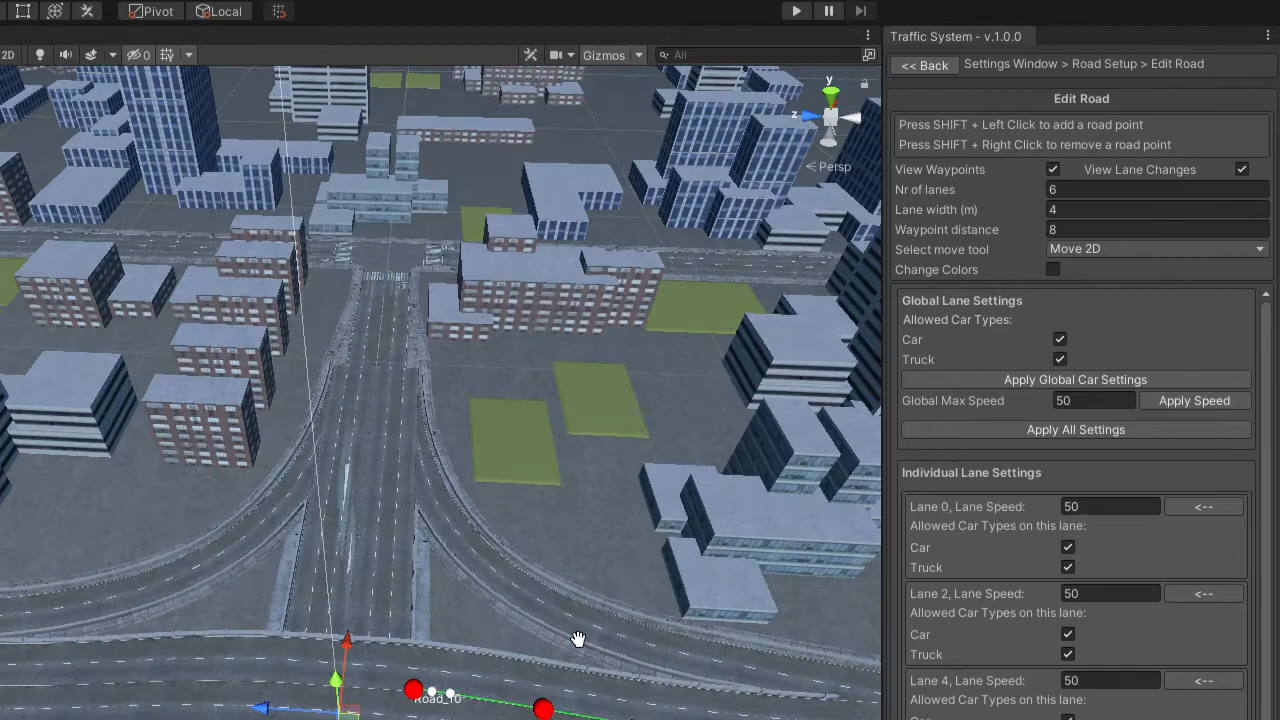 Pivot Local
Traffic System - v.1.0.0
2D 0 Gizmos All
<< Back Settings Window > Road Setup > Edit Road
Edit Road
Press SHIFT + Left Click to add a road point
Press SHIFT + Right Click to remove a road point
View Waypoints View Lane Changes
Nr of lanes 6
Lane width (m) 4
Waypoint distance 8
Select move tool Move 2D
Change Colors
Global Lane Settings
Allowed Car Types:
Car
Truck
Apply Global Car Settings
Global Max Speed 50 Apply Speed
Apply All Settings
Individual Lane Settings
Lane 0, Lane Speed: 50 <--
Allowed Car Types on this lane:
Car
Truck
Lane 2, Lane Speed: 50 <--
Allowed Car Types on this lane:
Car
Truck
Lane 4, Lane Speed: 50 <--
Allowed Car Types on this lane:
y
z
< Persp
Road_10